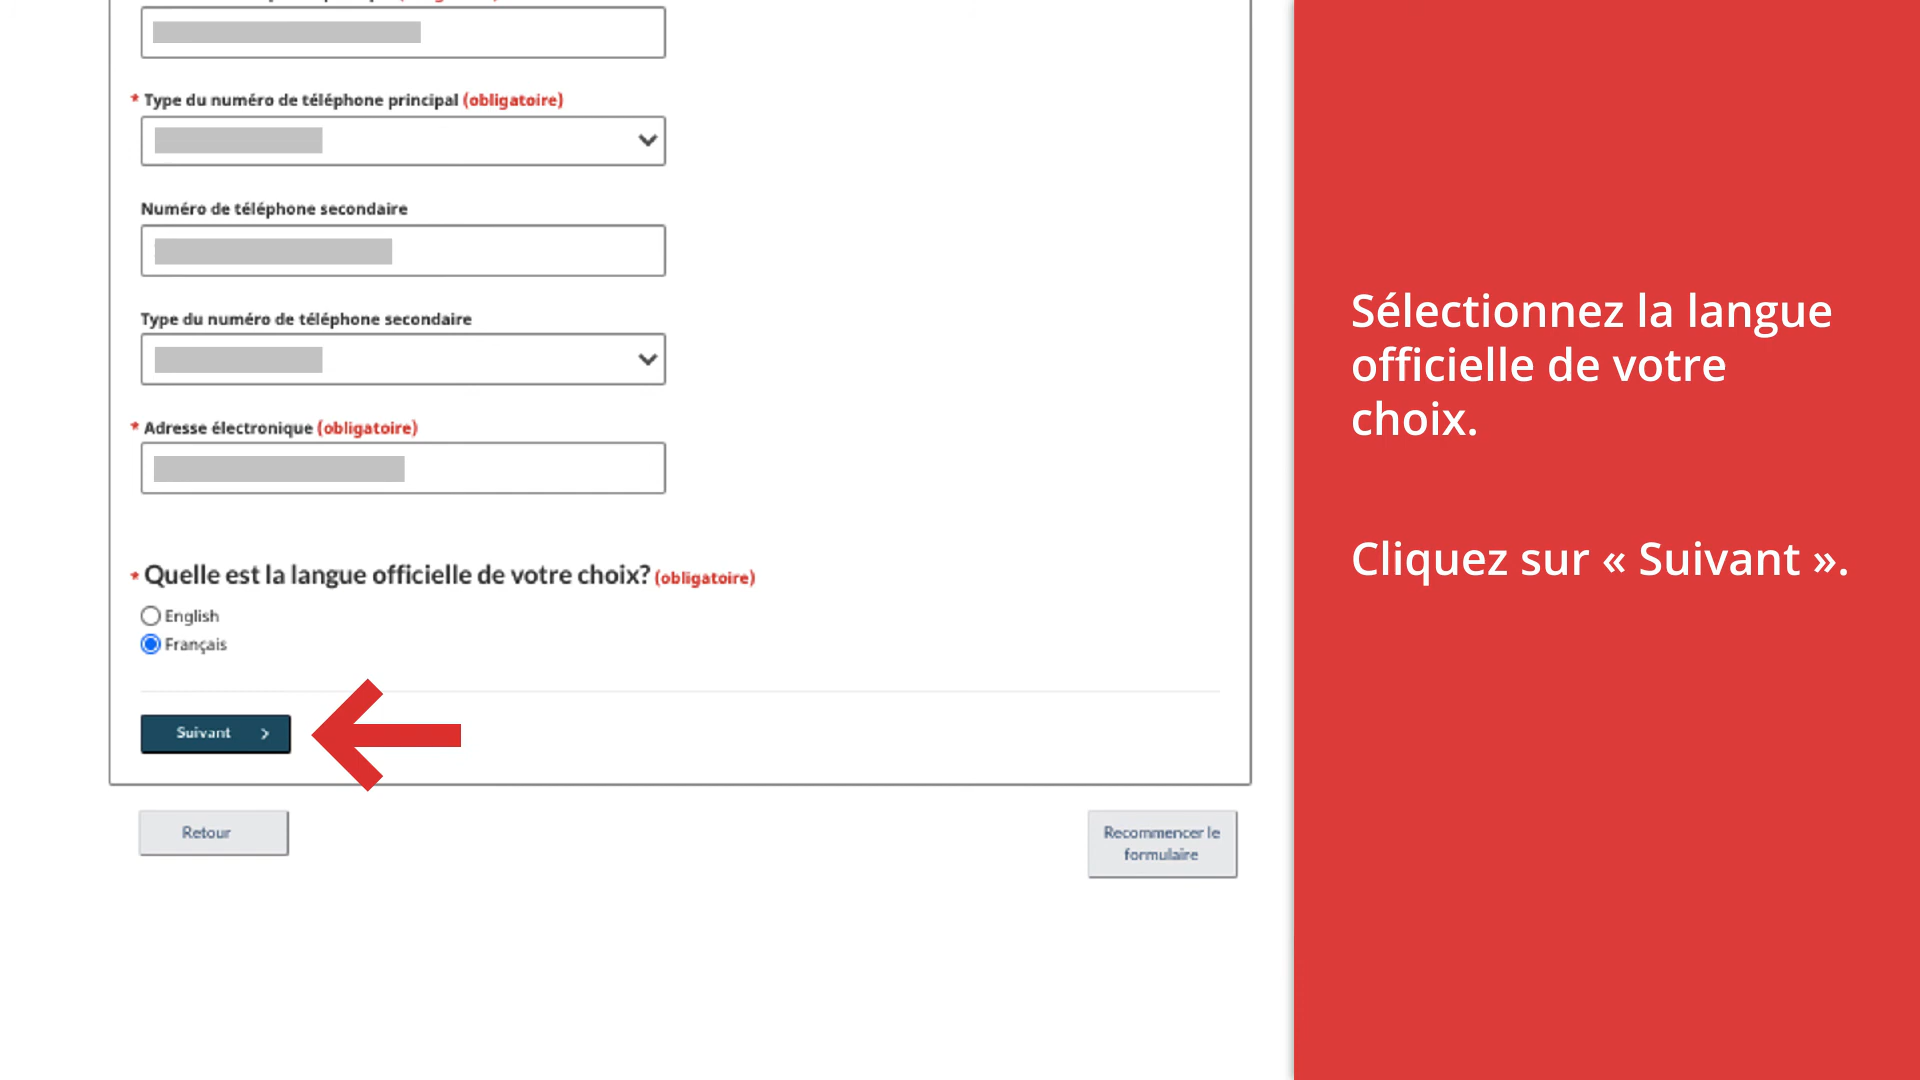 * Type du numéro de téléphone principal (obligatoire)
Numéro de téléphone secondaire
Type du numéro de téléphone secondaire
* Adresse électronique (obligatoire)
* Quelle est la langue officielle de votre choix? (obligatoire)
English
Français
Suivant
Retour
Recommencer le
formulaire
Sélectionnez la langue
officielle de votre
choix.
Cliquez sur « Suivant ».